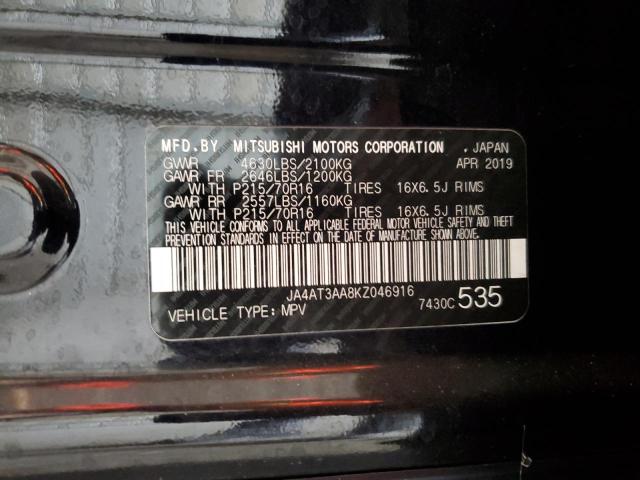 MFD.BY MITSUBISHI MOTORS CORPORATION . JAPAN
GWVR 4630LBS/2100KG APR 2019
GAWR FR 2646LBS/1200KG
WITH P215/70R16 TIRES 16X6.5J RIMS
GAWR RR 2557LBS/1160KG
WITH P215/70R16 TIRES 16X6.5J RIMS
THIS VEHICLE CONFORMS TO ALL APPLICABLE FEDERAL MOTOR VEHICLE SAFETY AND THEFT
PREVENTION STANDARDS IN EFFECT ON THE DATE OF MANUFACTURE SHOWN ABOVE.
JA4AT3AA8KZ046916
VEHICLE TYPE: MPV 7430C 535